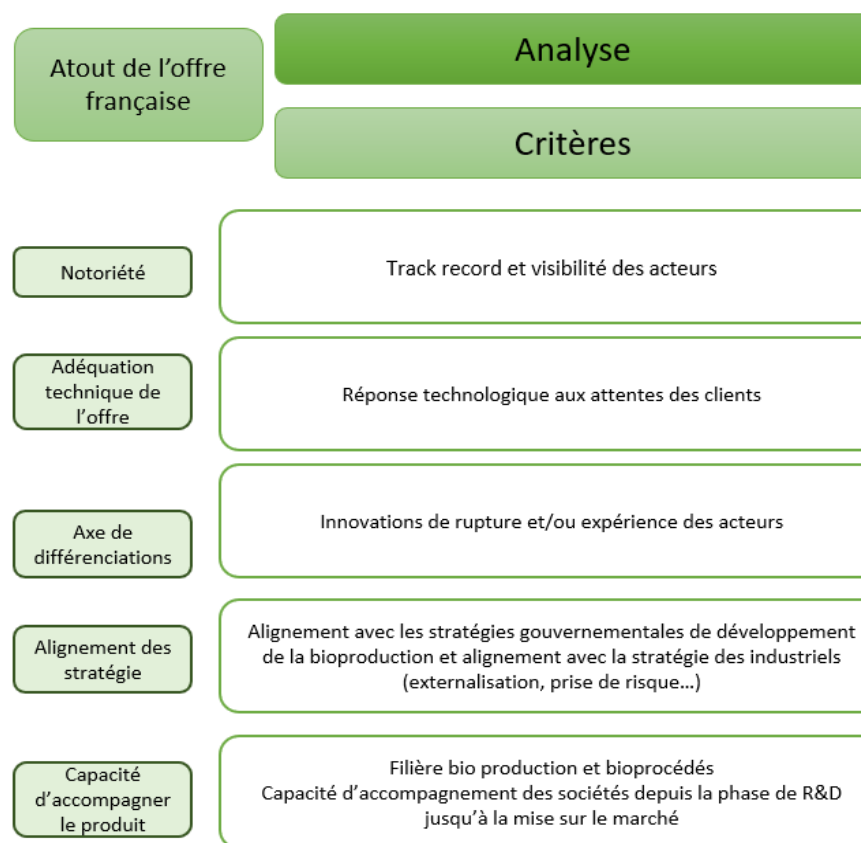 Atout de l'offre
française
Analyse
Critères
Notoriété
Track record et visibilité des acteurs
Adéquation
technique de
l'offre
Réponse technologique aux attentes des clients
Axe de
différenciations
Innovations de rupture et/ou expérience des acteurs
Alignement des
stratégie
Alignement avec les stratégies gouvernementales de développement
de la bioproduction et alignement avec la stratégie des industriels
(externalisation, prise de risque…)
Capacité
d'accompagner
le produit
Filière bio production et bioprocédés
Capacité d'accompagnement des sociétés depuis la phase de R&D
jusqu'à la mise sur le marché